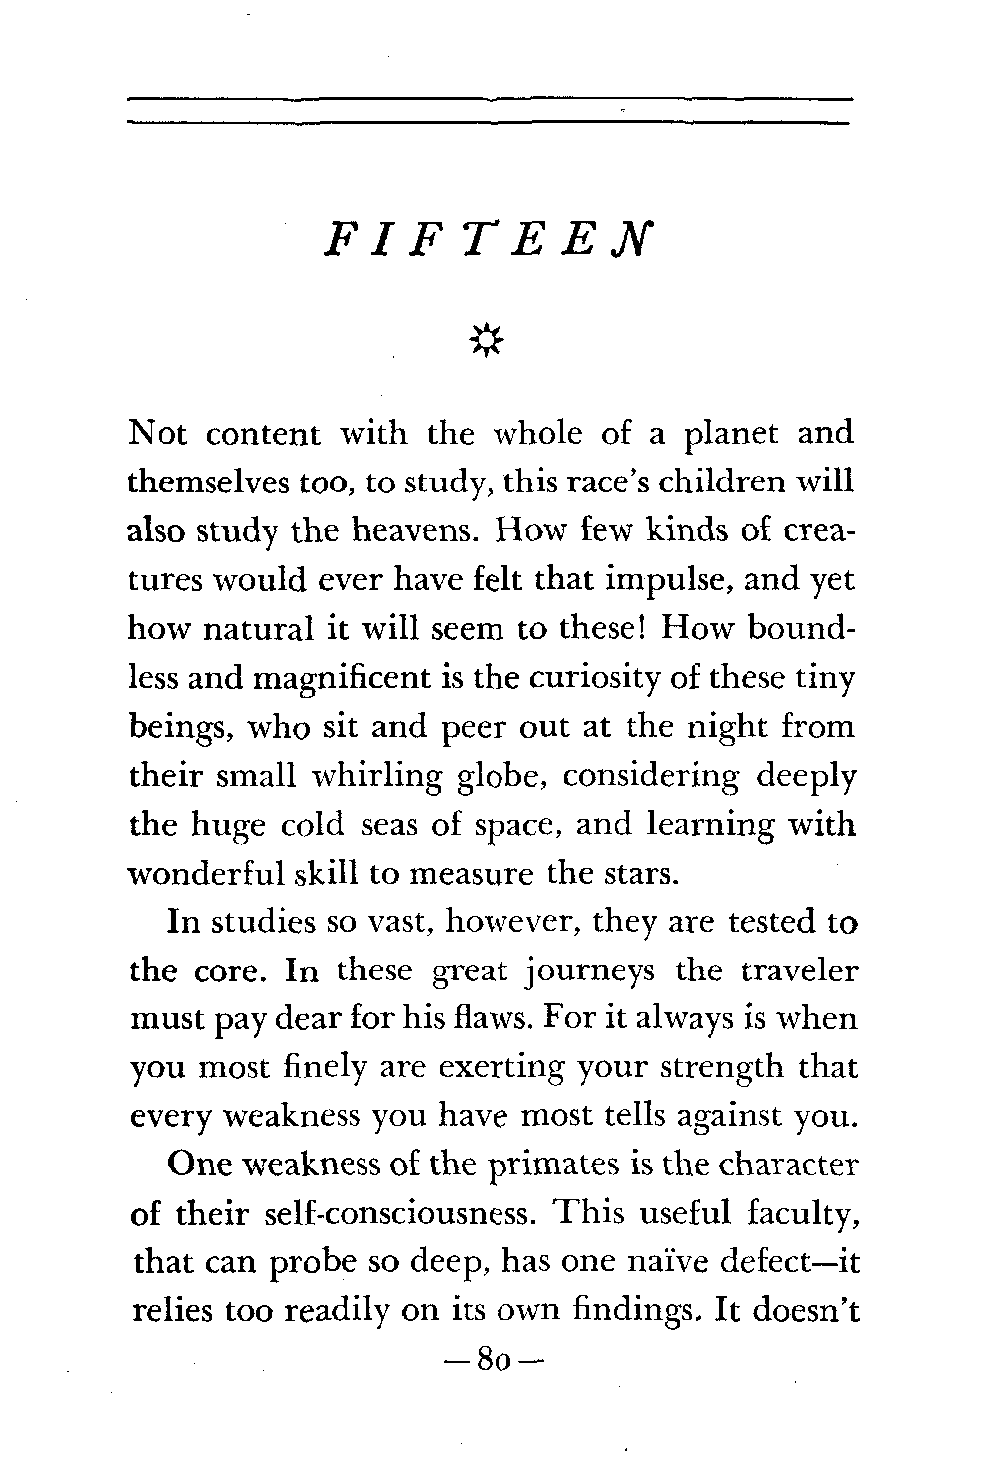 FIFTEEN
Not content with the whole of a planet and
themselves too, to study, this race's children will
also study the heavens. How few kinds of crea-
tures would ever have felt that impulse, and yet
how natural it will seem to these! How bound-
less and magnificent is the curiosity of these tiny
beings, who sit and peer out at the night from
their small whirling globe, considering deeply
the huge cold seas of space, and learning with
wonderful skill to measure the stars.
In studies so vast, however, they are tested to
the core. In these great journeys the traveler
must pay dear for his flaws. For it always is when
you most finely are exerting your strength that
every weakness you have most tells against you.
One weakness of the primates is the character
of their self-consciousness. This useful faculty,
that can probe so deep, has one naïve defect—it
relies too readily on its own findings. It doesn't
—80—